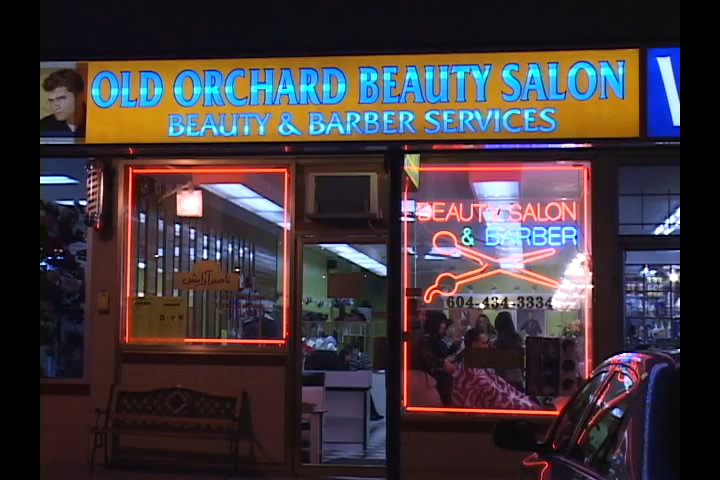 OLD ORCHARD BEAUTY SALON
BEAUTY & BARBER SERVICES
BEAUTY SALON
& BARBER
604-434-3334